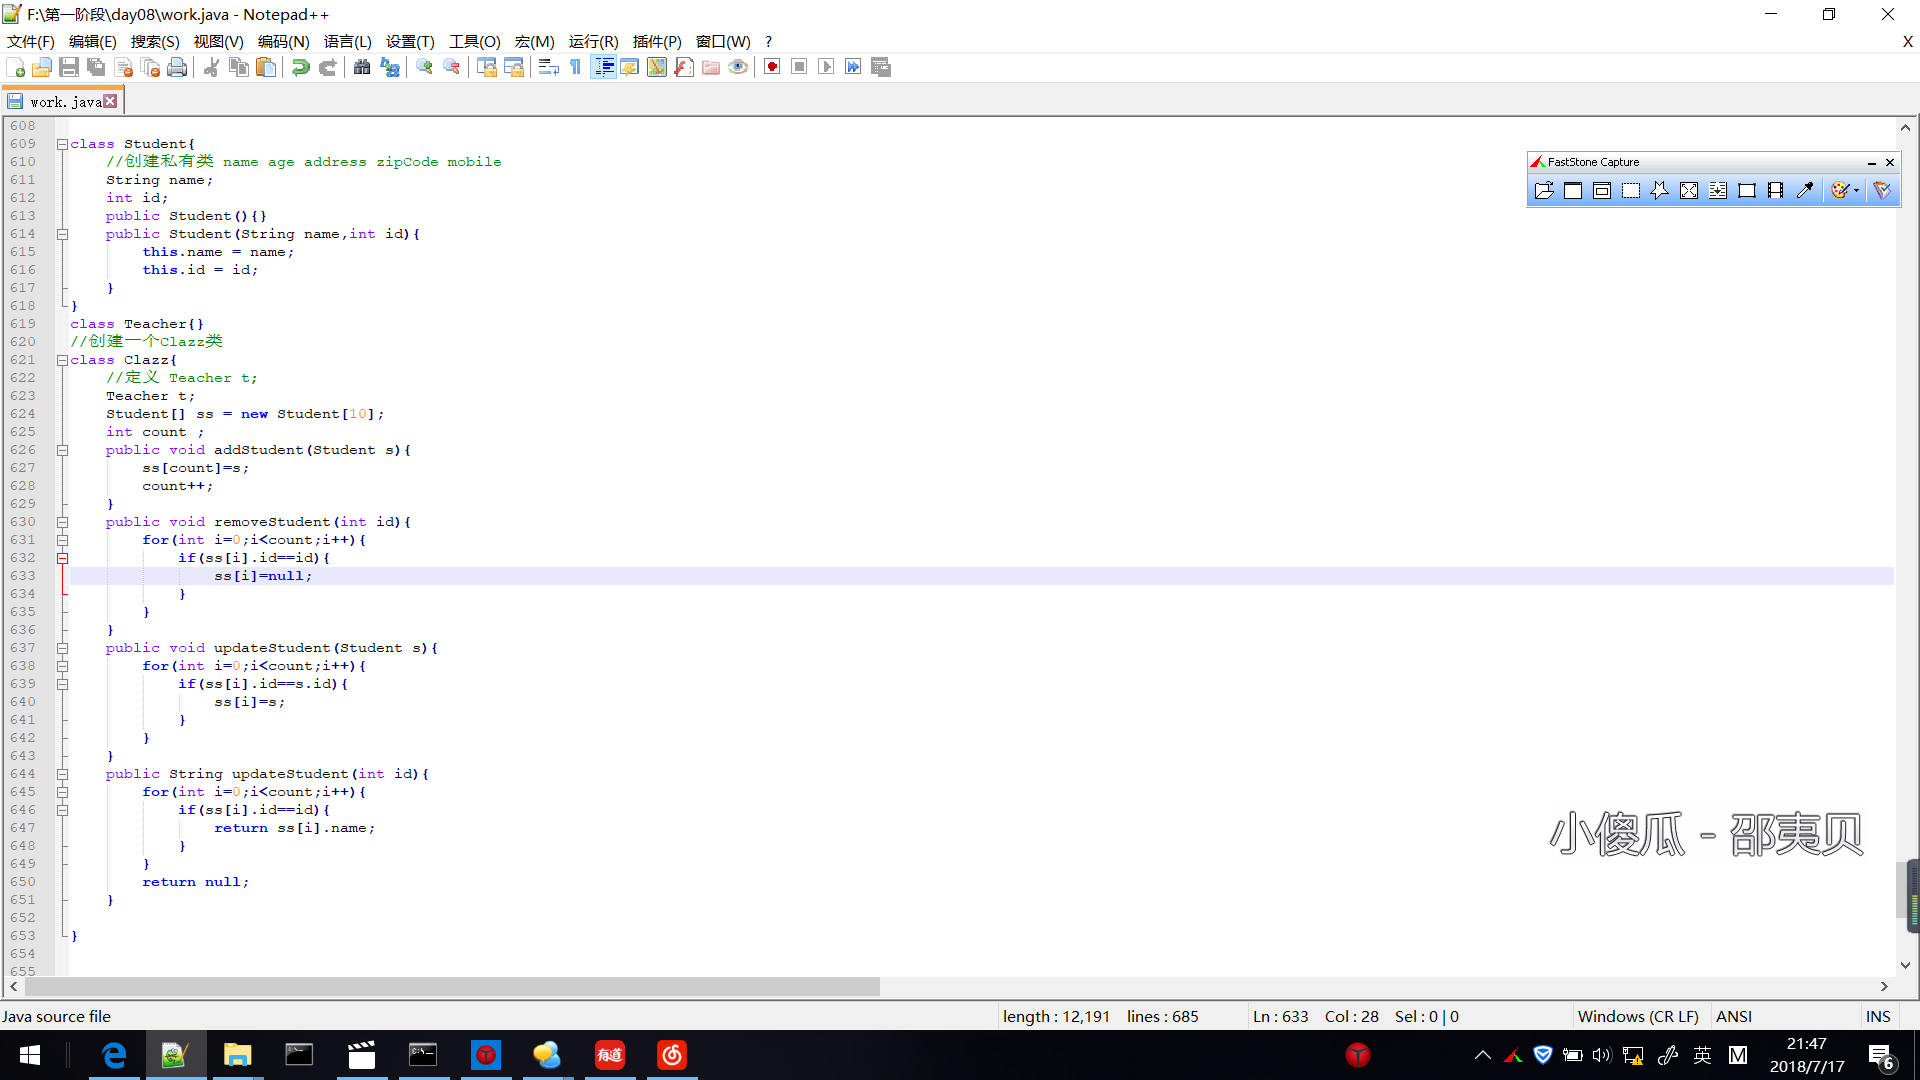 F:\第一阶段\day08\work.java - Notepad++
文件(F) 编辑(E) 搜索(S) 视图(V) 编码(N) 语言(L) 设置(T) 工具(O) 宏(M) 运行(R) 插件(P) 窗口(W) ? X
work.java
608
609 class Student{
610 //创建私有类 name age address zipCode mobile
611 String name;
612 int id;
613 public Student(){}
614 public Student(String name,int id){
615 this.name = name;
616 this.id = id;
617 }
618 }
619 class Teacher{}
620 //创建一个Clazz类
621 class Clazz{
622 //定义 Teacher t;
623 Teacher t;
624 Student[] ss = new Student[10];
625 int count ;
626 public void addStudent(Student s){
627 ss[count]=s;
628 count++;
629 }
630 public void removeStudent(int id){
631 for(int i=0;i<count;i++){
632 if(ss[i].id==id){
633 ss[i]=null;
634 }
635 }
636 }
637 public void updateStudent(Student s){
638 for(int i=0;i<count;i++){
639 if(ss[i].id==s.id){
640 ss[i]=s;
641 }
642 }
643 }
644 public String updateStudent(int id){
645 for(int i=0;i<count;i++){
646 if(ss[i].id==id){
647 return ss[i].name;
648 }
649 }
650 return null;
651 }
652
653 }
654
655
FastStone Capture
小傻瓜 - 邵夷贝
Java source file length : 12,191 lines : 685 Ln : 633 Col : 28 Sel : 0 | 0 Windows (CR LF) ANSI INS
有道
英 M
21:47
2018/7/17
6